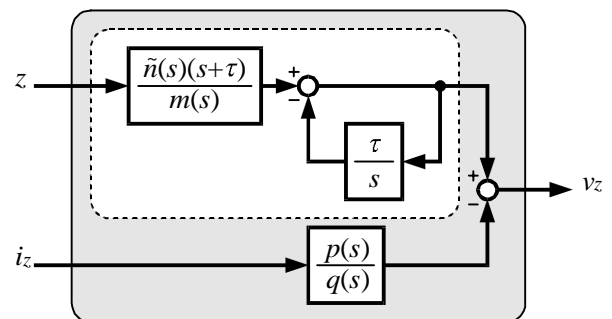 z
ñ(s)(s+τ)
m(s)
+
−
τ
s
+
−
vz
iz
p(s)
q(s)